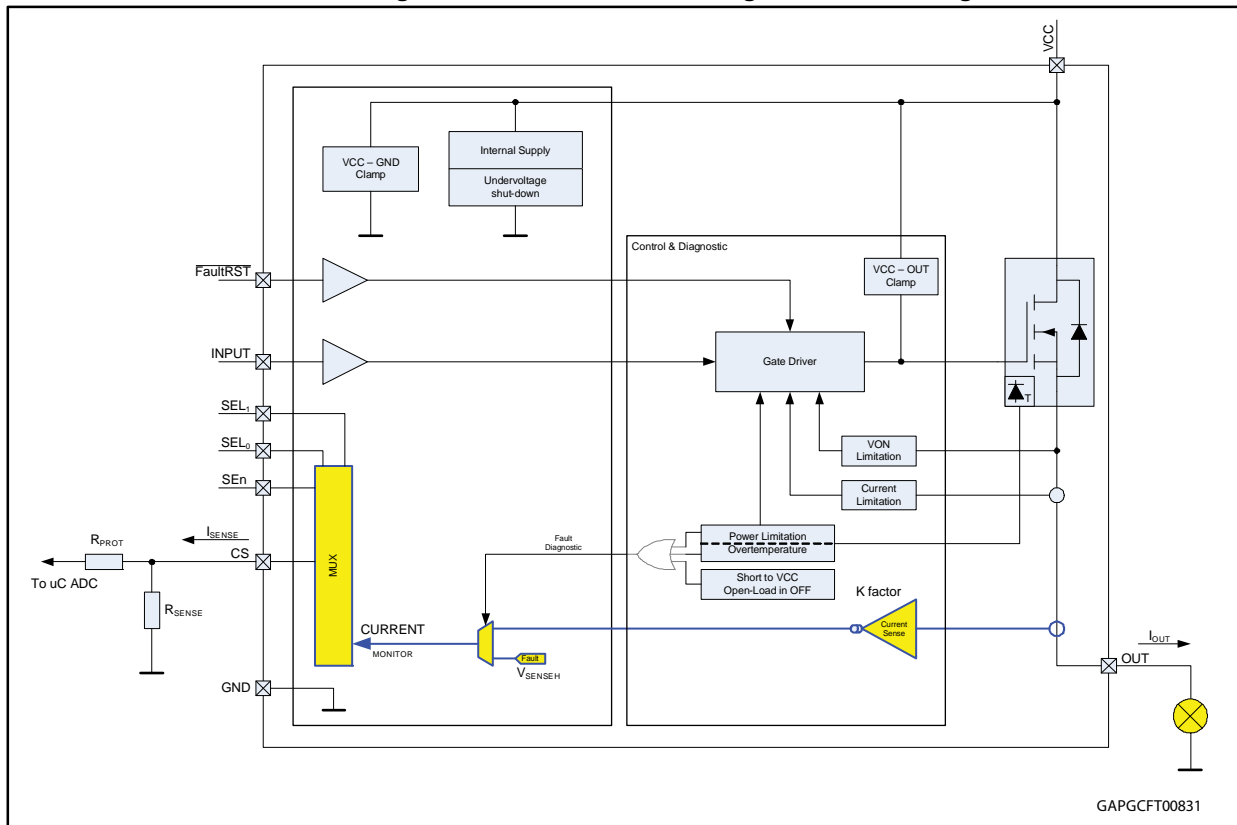 VCC
VCC – GND
Clamp
Internal Supply
Undervoltage
shut-down
Control & Diagnostic
FaultRST
VCC – OUT
Clamp
INPUT
Gate Driver
T
SEL1
SEL0
SEn
VON
Limitation
Current
Limitation
ISENSE
RPROT
CS
To uC ADC
RSENSE
MUX
Fault
Diagnostic
Power Limitation
Overtemperature
Short to VCC
Open-Load in OFF
K factor
Current
Sense
CURRENT
MONITOR
Fault
VSENSEH
IOUT
OUT
GND
GAPGCFT00831